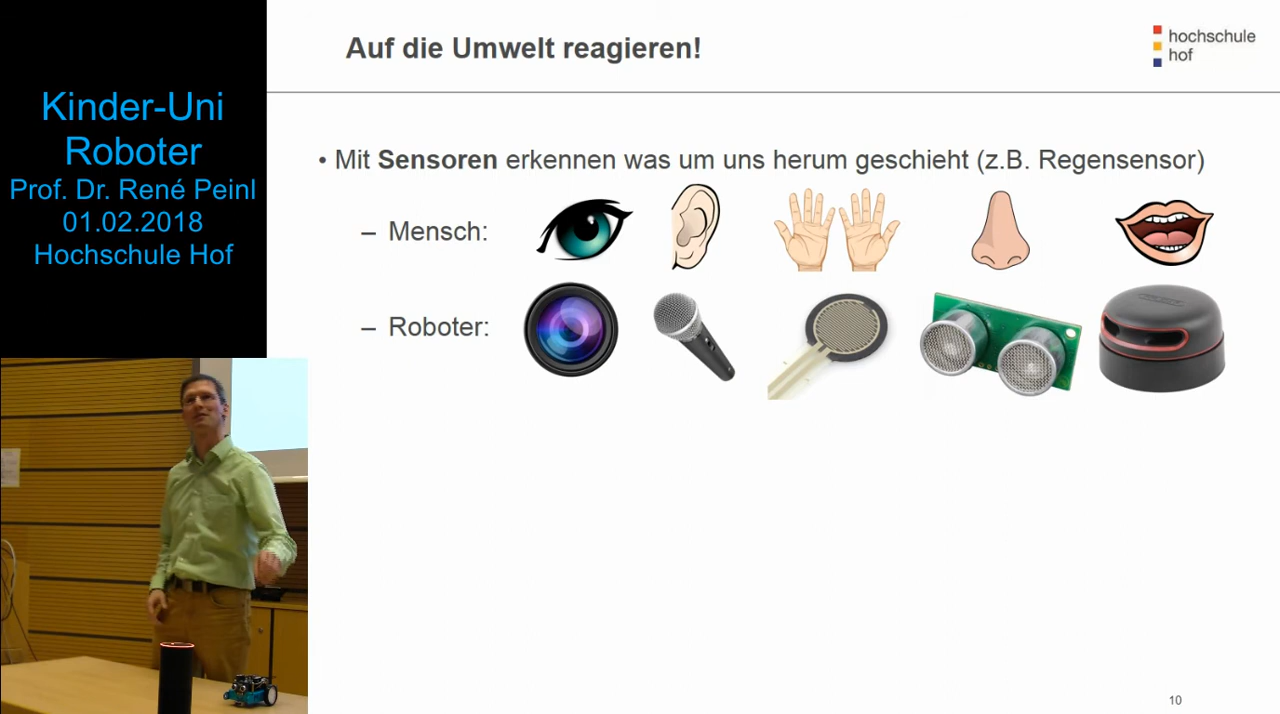 Kinder-Uni
Roboter
Prof. Dr. René Peinl
01.02.2018
Hochschule Hof
Auf die Umwelt reagieren!
hochschule
hof
• Mit Sensoren erkennen was um uns herum geschieht (z.B. Regensensor)
– Mensch:
– Roboter:
10